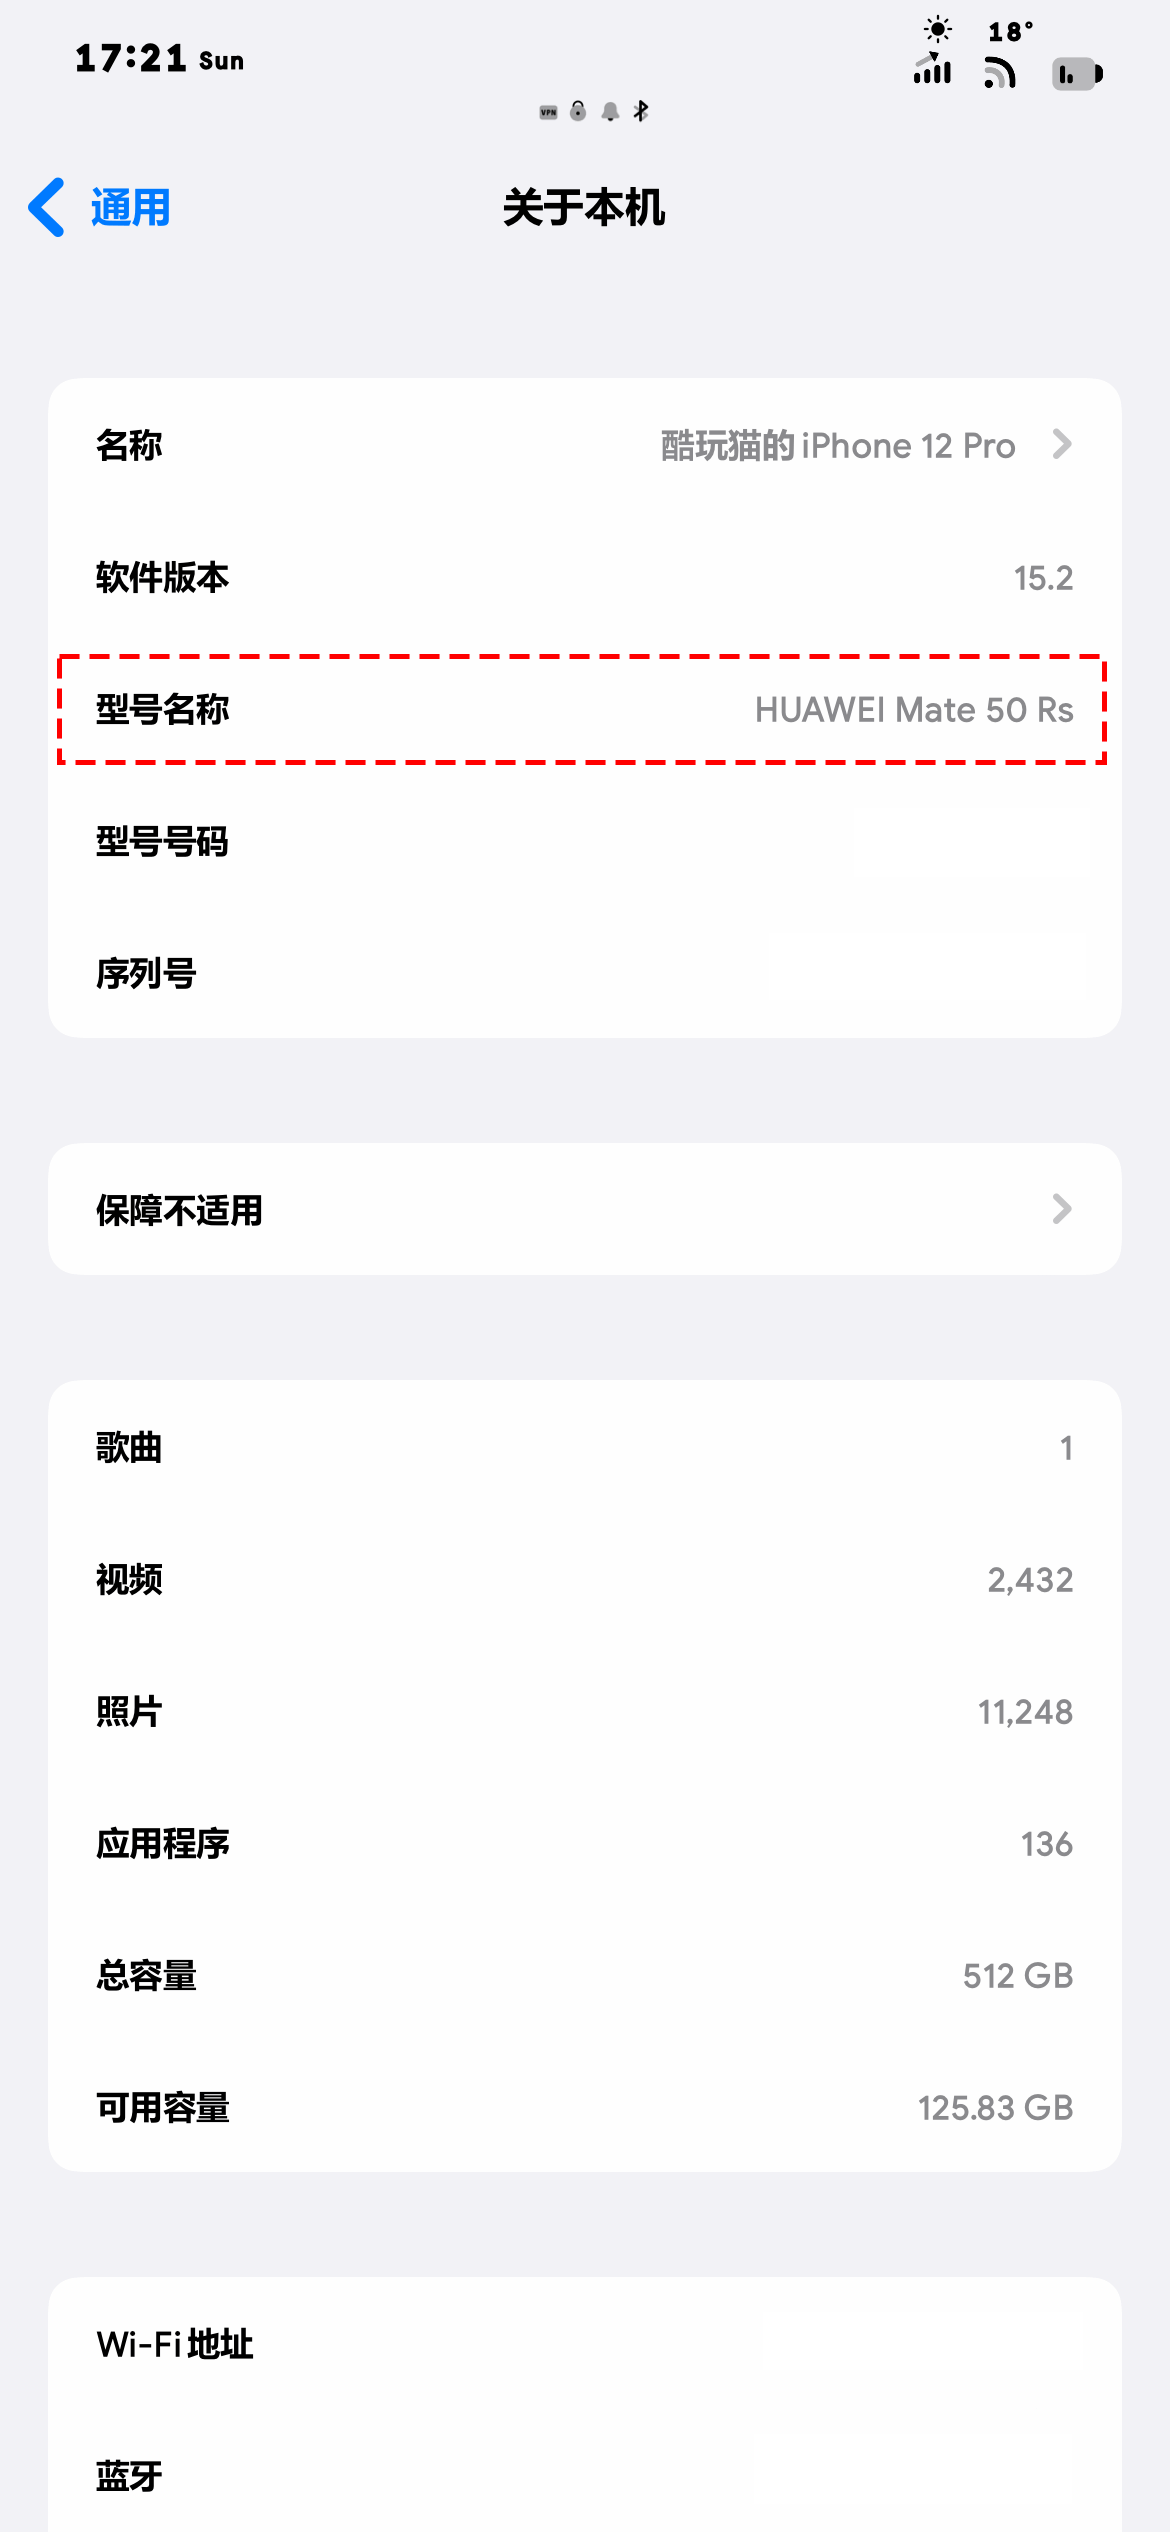 17:21 Sun
18°
VPN
通用
关于本机
名称 酷玩猫的 iPhone 12 Pro
软件版本 15.2
型号名称 HUAWEI Mate 50 Rs
型号号码
序列号
保障不适用
歌曲 1
视频 2,432
照片 11,248
应用程序 136
总容量 512 GB
可用容量 125.83 GB
Wi-Fi 地址
蓝牙